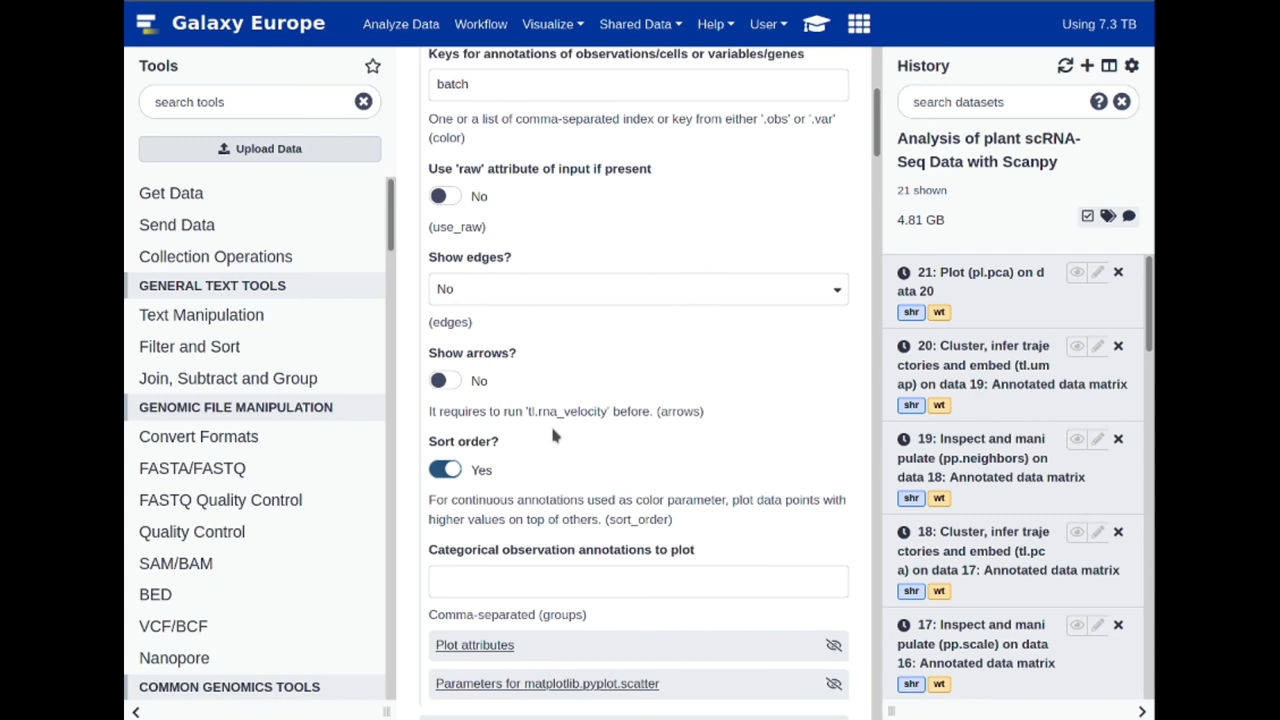 Galaxy Europe
Analyze Data Workflow Visualize Shared Data Help User
Using 7.3 TB
Tools
search tools
Upload Data
Get Data
Send Data
Collection Operations
GENERAL TEXT TOOLS
Text Manipulation
Filter and Sort
Join, Subtract and Group
GENOMIC FILE MANIPULATION
Convert Formats
FASTA/FASTQ
FASTQ Quality Control
Quality Control
SAM/BAM
BED
VCF/BCF
Nanopore
COMMON GENOMICS TOOLS
Keys for annotations of observations/cells or variables/genes
batch
One or a list of comma-separated index or key from either '.obs' or '.var'
(color)
Use 'raw' attribute of input if present
No
(use_raw)
Show edges?
No
(edges)
Show arrows?
No
It requires to run 'tl.rna_velocity' before. (arrows)
Sort order?
Yes
For continuous annotations used as color parameter, plot data points with
higher values on top of others. (sort_order)
Categorical observation annotations to plot
Comma-separated (groups)
Plot attributes
Parameters for matplotlib.pyplot.scatter
History
search datasets
Analysis of plant scRNA-
Seq Data with Scanpy
21 shown
4.81 GB
21: Plot (pl.pca) on d
ata 20
shr wt
20: Cluster, infer traje
ctories and embed (tl.um
ap) on data 19: Annotated data matrix
shr wt
19: Inspect and mani
pulate (pp.neighbors) on
data 18: Annotated data matrix
shr wt
18: Cluster, infer traje
ctories and embed (tl.pc
a) on data 17: Annotated data matrix
shr wt
17: Inspect and mani
pulate (pp.scale) on data
16: Annotated data matrix
shr wt